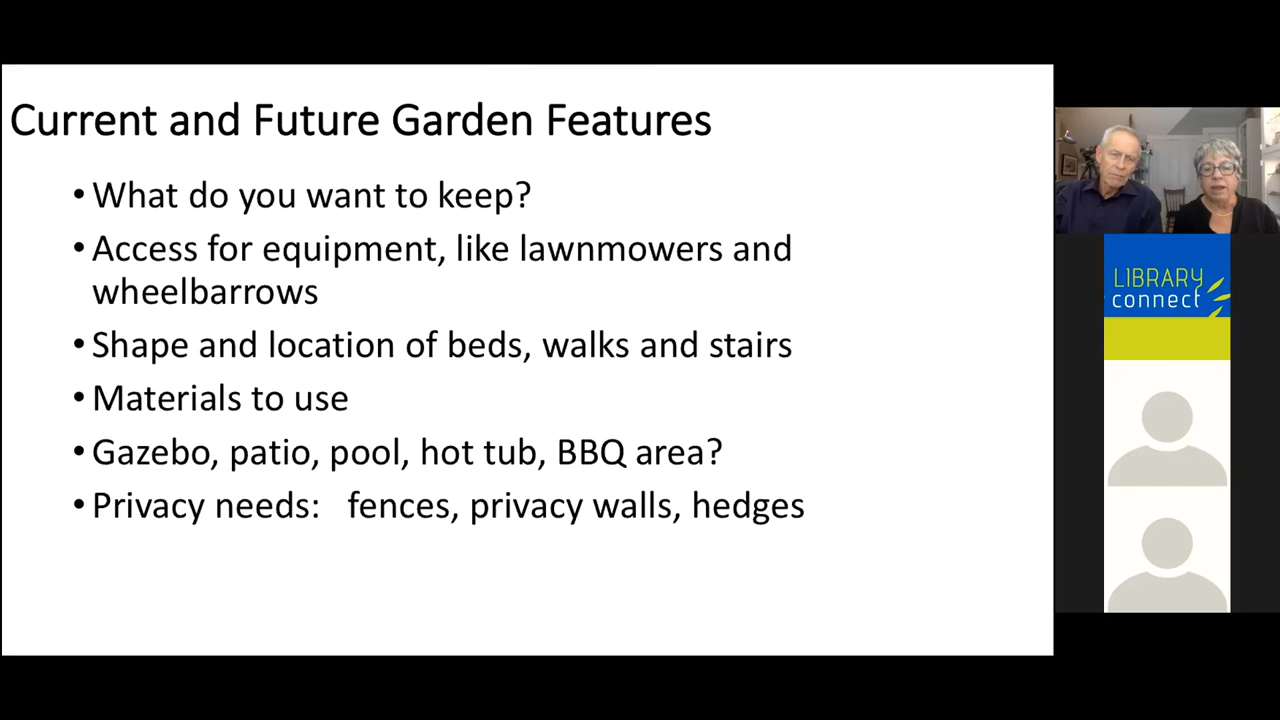 Current and Future Garden Features
• What do you want to keep?
• Access for equipment, like lawnmowers and
wheelbarrows
• Shape and location of beds, walks and stairs
• Materials to use
• Gazebo, patio, pool, hot tub, BBQ area?
• Privacy needs:   fences, privacy walls, hedges
LIBRARY
connect